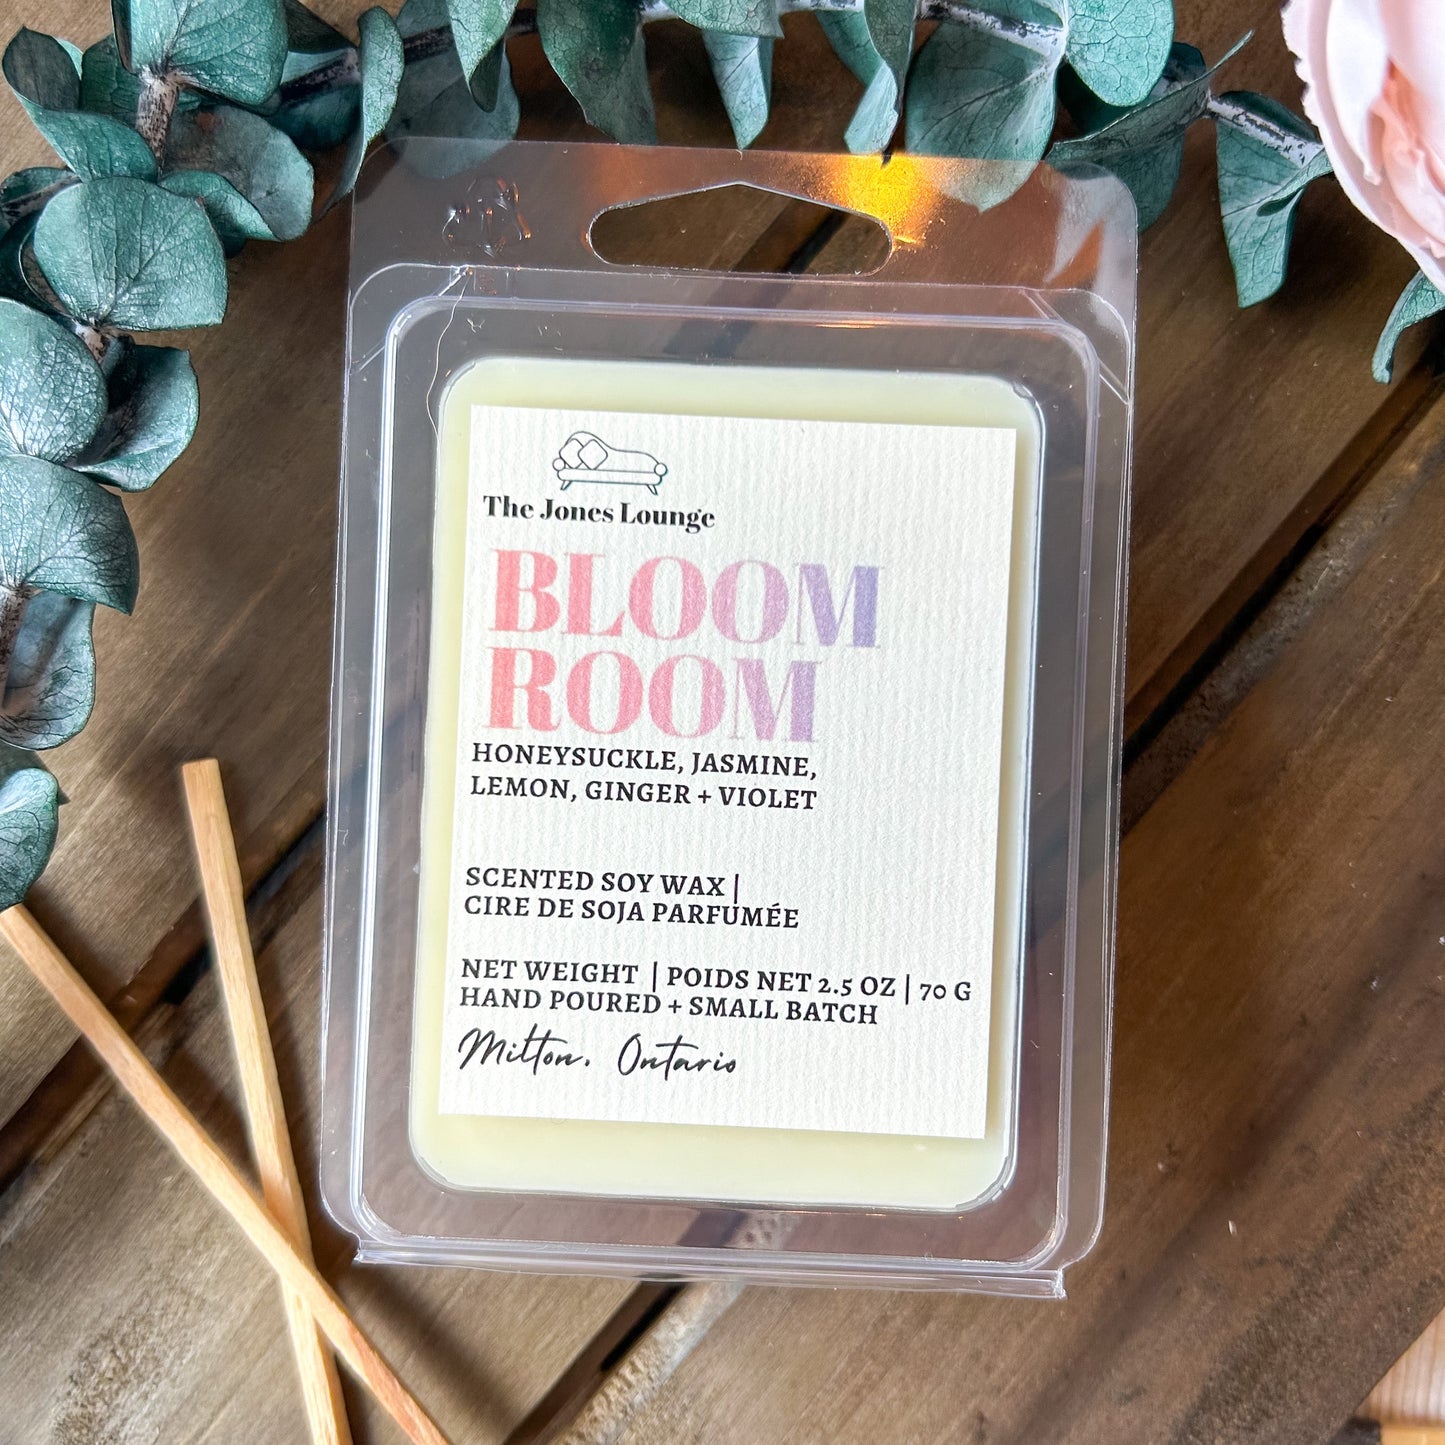 The Jones Lounge
BLOOM
ROOM
HONEYSUCKLE, JASMINE,
LEMON, GINGER + VIOLET
SCENTED SOY WAX |
CIRE DE SOJA PARFUMÉE
NET WEIGHT | POIDS NET 2.5 OZ | 70 G
HAND POURED + SMALL BATCH
Milton, Ontario